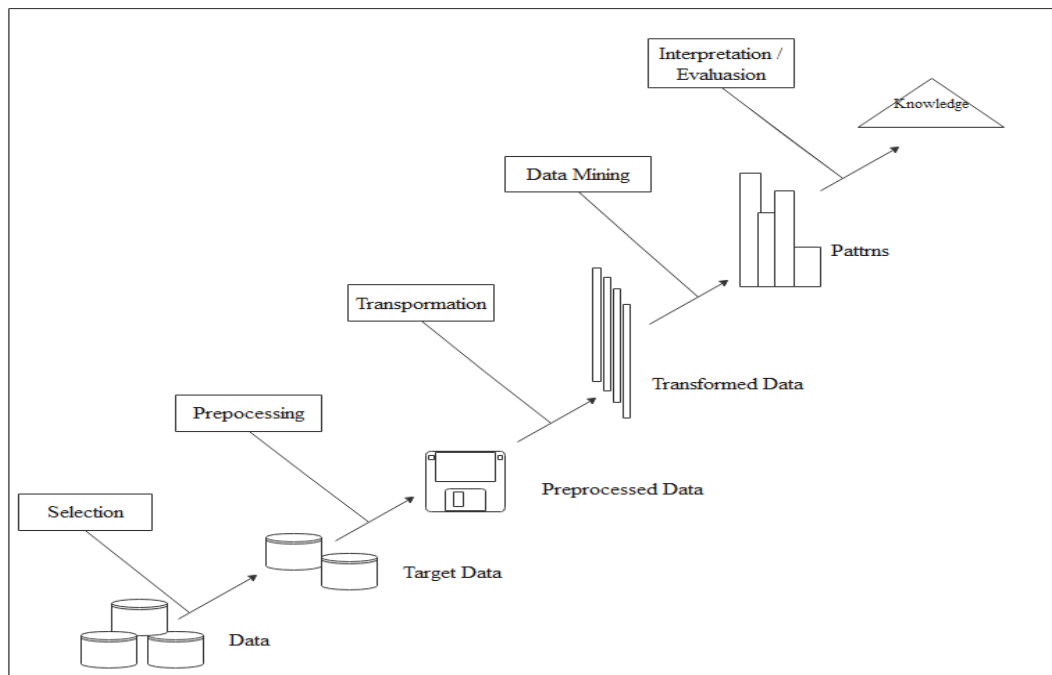 Interpretation /
Evaluasion
Knowledge
Data Mining
Pattrns
Transpormation
Transformed Data
Prepocessing
Preprocessed Data
Selection
Target Data
Data